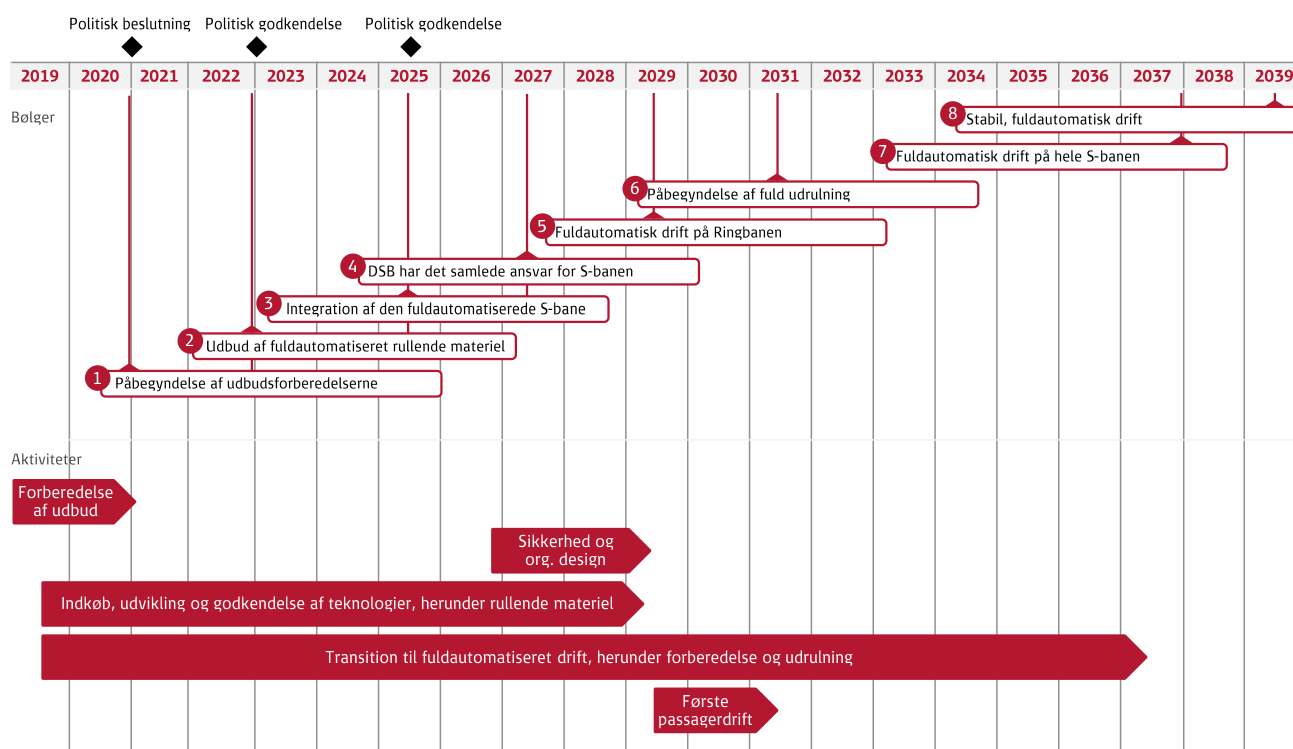 Politisk beslutning Politisk godkendelse Politisk godkendelse
2019 2020 2021 2022 2023 2024 2025 2026 2027 2028 2029 2030 2031 2032 2033 2034 2035 2036 2037 2038 2039
Bølger
8 Stabil, fuldautomatisk drift
7 Fuldautomatisk drift på hele S-banen
6 Påbegyndelse af fuld udrulning
5 Fuldautomatisk drift på Ringbanen
4 DSB har det samlede ansvar for S-banen
3 Integration af den fuldautomatiserede S-bane
2 Udbud af fuldautomatiseret rullende materiel
1 Påbegyndelse af udbudsforberedelserne
Aktiviteter
Forberedelse
af udbud
Sikkerhed og
org. design
Indkøb, udvikling og godkendelse af teknologier, herunder rullende materiel
Transition til fuldautomatiseret drift, herunder forberedelse og udrulning
Første
passagerdrift